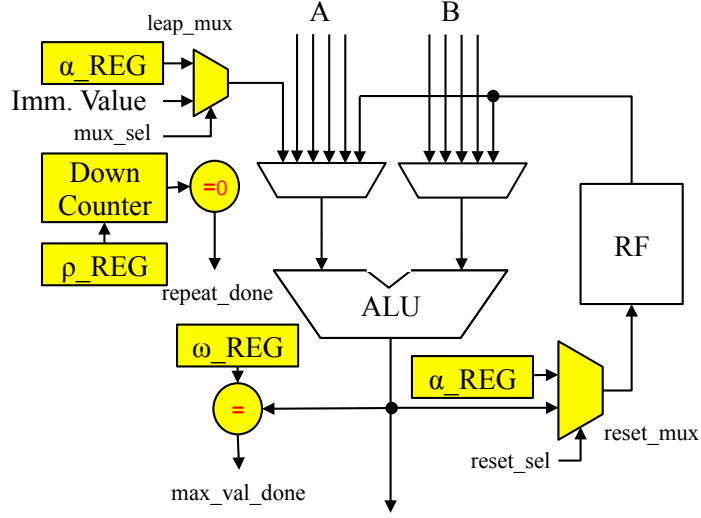 A
B
leap_mux
α_REG
Imm. Value
mux_sel
Down
Counter
=0
RF
ρ_REG
repeat_done
ALU
ω_REG
α_REG
=
reset_mux
reset_sel
max_val_done